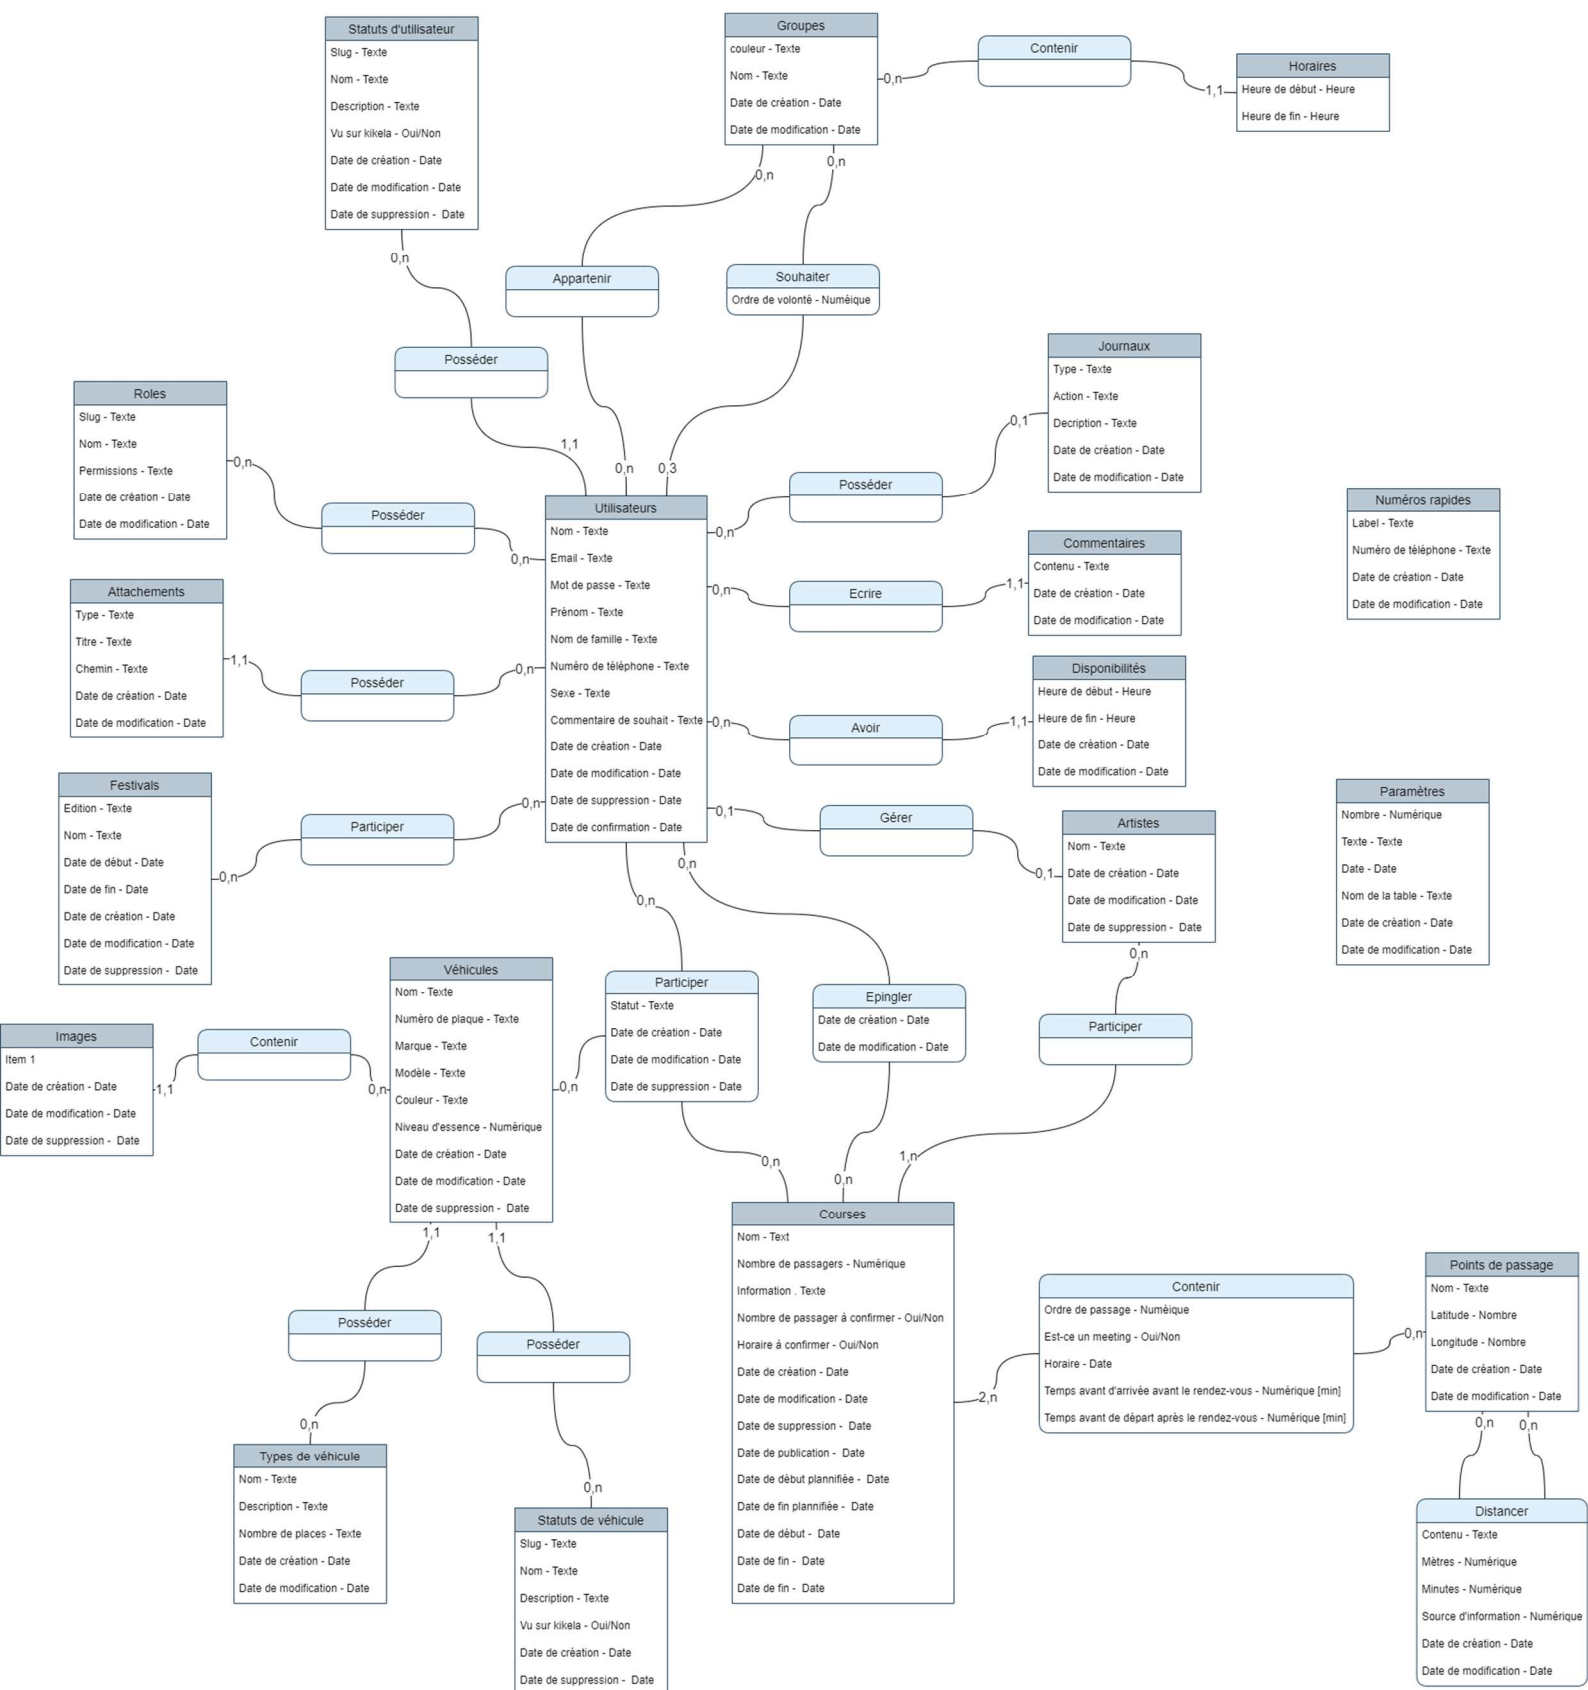 Statuts d'utilisateur
Slug - Texte
Nom - Texte
Description - Texte
Vu sur kikela - Oui/Non
Date de création - Date
Date de modification - Date
Date de suppression -  Date
0,n
Groupes
couleur - Texte
Nom - Texte
Date de création - Date
Date de modification - Date
0,n
0,n
0,n
Contenir
1,1
Horaires
Heure de début - Heure
Heure de fin - Heure
Appartenir
Souhaiter
Ordre de volonté - Numéique
Posséder
1,1
0,n
0,3
Roles
Slug - Texte
Nom - Texte
Permissions - Texte
Date de création - Date
Date de modification - Date
0,n
Posséder
0,n
Journaux
Type - Texte
Action - Texte
Decription - Texte
Date de création - Date
Date de modification - Date
0,1
Posséder
0,n
Utilisateurs
Nom - Texte
Email - Texte
Mot de passe - Texte
Prénom - Texte
Nom de famille - Texte
Numéro de téléphone - Texte
Sexe - Texte
Commentaire de souhait - Texte
Date de création - Date
Date de modification - Date
Date de suppression - Date
Date de confirmation - Date
Numéros rapides
Label - Texte
Numéro de téléphone - Texte
Date de création - Date
Date de modification - Date
Commentaires
Contenu - Texte
Date de création - Date
Date de modification - Date
1,1
Ecrire
0,n
Attachements
Type - Texte
Titre - Texte
Chemin - Texte
Date de création - Date
Date de modification - Date
1,1
Posséder
0,n
Disponibilités
Heure de début - Heure
Heure de fin - Heure
Date de création - Date
Date de modification - Date
1,1
Avoir
0,n
Festivals
Edition - Texte
Nom - Texte
Date de début - Date
Date de fin - Date
Date de création - Date
Date de modification - Date
Date de suppression -  Date
0,n
Participer
0,n
0,1
Gérer
0,1
Artistes
Nom - Texte
Date de création - Date
Date de modification - Date
Date de suppression -  Date
0,n
Paramètres
Nombre - Numérique
Texte - Texte
Date - Date
Nom de la table - Texte
Date de création - Date
Date de modification - Date
0,n
0,n
Véhicules
Nom - Texte
Numéro de plaque - Texte
Marque - Texte
Modèle - Texte
Couleur - Texte
Niveau d'essence - Numérique
Date de création - Date
Date de modification - Date
Date de suppression -  Date
Participer
Statut - Texte
Date de création - Date
Date de modification - Date
Date de suppression - Date
0,n
0,n
Epingler
Date de création - Date
Date de modification - Date
0,n
Participer
1,n
Images
Item 1
Date de création - Date
Date de modification - Date
Date de suppression -  Date
1,1
Contenir
0,n
1,1
1,1
Posséder
0,n
Posséder
0,n
Types de véhicule
Nom - Texte
Description - Texte
Nombre de places - Texte
Date de création - Date
Date de modification - Date
Statuts de véhicule
Slug - Texte
Nom - Texte
Description - Texte
Vu sur kikela - Oui/Non
Date de création - Date
Date de suppression -  Date
Courses
Nom - Text
Nombre de passagers - Numérique
Information . Texte
Nombre de passager à confirmer - Oui/Non
Horaire à confirmer - Oui/Non
Date de création - Date
Date de modification - Date
Date de suppression -  Date
Date de publication -  Date
Date de début plannifiée -  Date
Date de fin plannifiée -  Date
Date de début -  Date
Date de fin -  Date
Date de fin -  Date
2,n
Contenir
Ordre de passage - Numéique
Est-ce un meeting - Oui/Non
Horaire - Date
Temps avant d'arrivée avant le rendez-vous - Numérique [min]
Temps avant de départ après le rendez-vous - Numérique [min]
0,n
Points de passage
Nom - Texte
Latitude - Nombre
Longitude - Nombre
Date de création - Date
Date de modification - Date
0,n
0,n
Distancer
Contenu - Texte
Mètres - Numérique
Minutes - Numérique
Source d'information - Numérique
Date de création - Date
Date de modification - Date